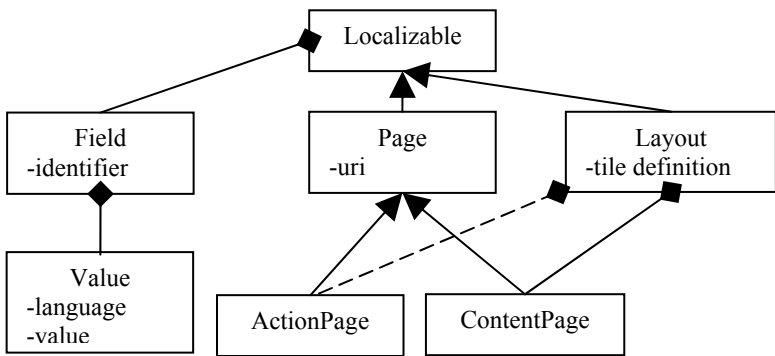 Localizable
Field
-identifier
Page
-uri
Layout
-tile definition
Value
-language
-value
ActionPage
ContentPage